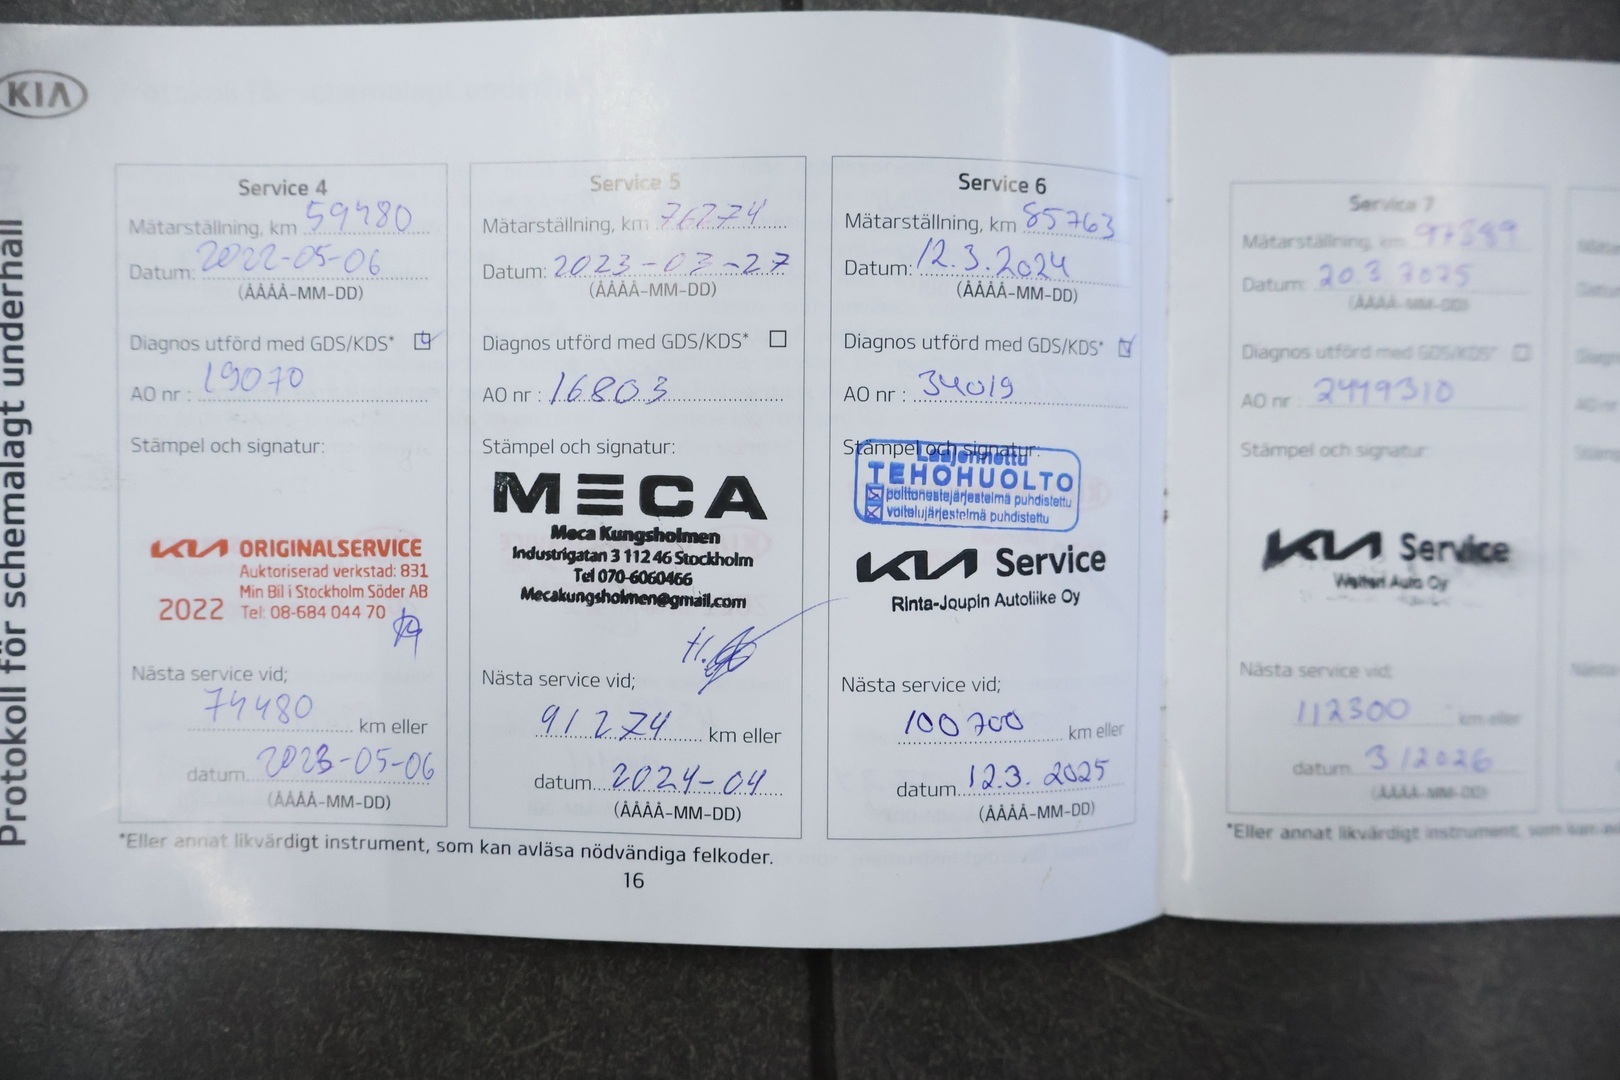 KIA
Protokoll för schemalagt underhåll
Service 4
Mätarställning, km 59480
Datum: 2022-05-06
(ÅÅÅÅ-MM-DD)
Diagnos utförd med GDS/KDS*
AO nr : 19070
Stämpel och signatur:
KIA ORIGINALSERVICE
Auktoriserad verkstad: 831
Min Bil i Stockholm Söder AB
2022 Tel: 08-684 044 70
Nästa service vid;
74480 km eller
datum 2023-05-06
(ÅÅÅÅ-MM-DD)
Service 5
Mätarställning, km 76274
Datum: 2023-03-27
(ÅÅÅÅ-MM-DD)
Diagnos utförd med GDS/KDS*
AO nr : 16803
Stämpel och signatur:
MECA
Meca Kungsholmen
Industrigatan 3 112 46 Stockholm
Tel 070-6060466
Mecakungsholmen@gmail.com
Nästa service vid;
91274 km eller
datum 2024-04
(ÅÅÅÅ-MM-DD)
Service 6
Mätarställning, km 85763
Datum: 12.3.2024
(ÅÅÅÅ-MM-DD)
Diagnos utförd med GDS/KDS*
AO nr : 34019
Stämpel och signatur:
Laajennettu
TEHOHUOLTO
polttonestejärjestelmä puhdistettu
voitelujärjestelmä puhdistettu
KIA Service
Rinta-Joupin Autoliike Oy
Nästa service vid;
100700 km eller
datum 12.3. 2025
(ÅÅÅÅ-MM-DD)
*Eller annat likvärdigt instrument, som kan avläsa nödvändiga felkoder.
16
Service 7
Mätarställning, km 97389
Datum: 20.3.2025
(ÅÅÅÅ-MM-DD)
Diagnos utförd med GDS/KDS*
AO nr 2419310
Stämpel och signatur:
KIA Service
Auto Oy
Nästa service vid;
112300 km eller
datum 3/2026
(ÅÅÅÅ-MM-DD)
*Eller annat likvärdigt instrument, som kan